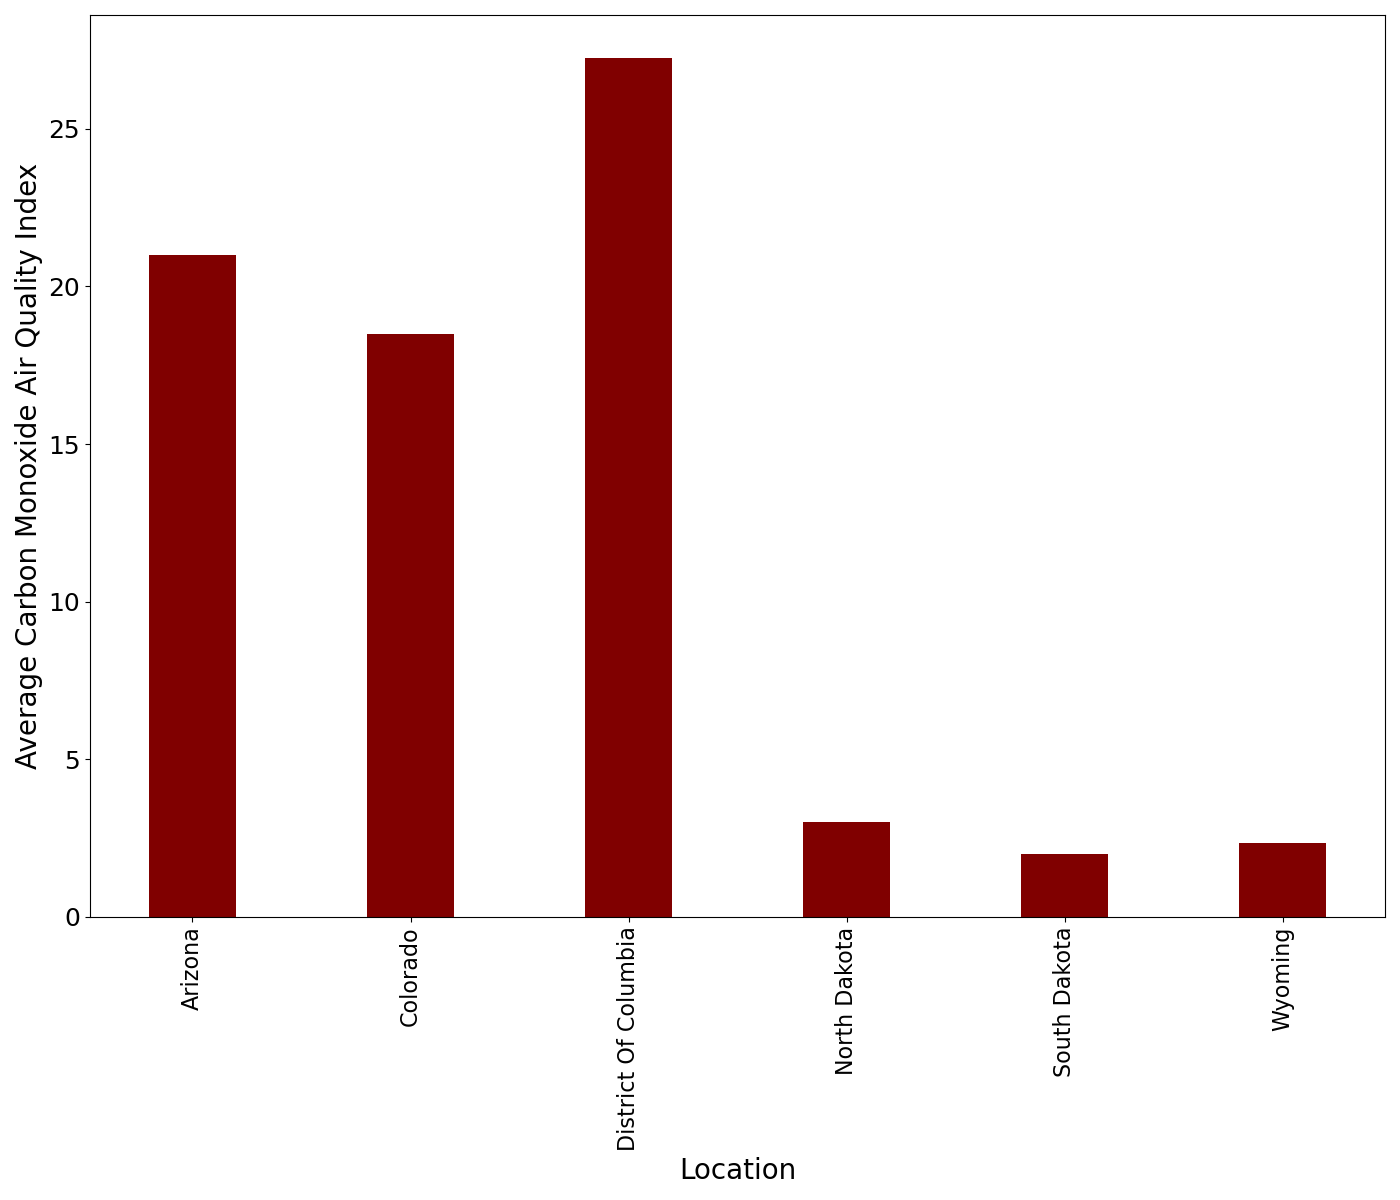 Average Carbon Monoxide Air Quality Index
25
20
15
10
5
0
Arizona
Colorado
District Of Columbia
North Dakota
South Dakota
Wyoming
Location